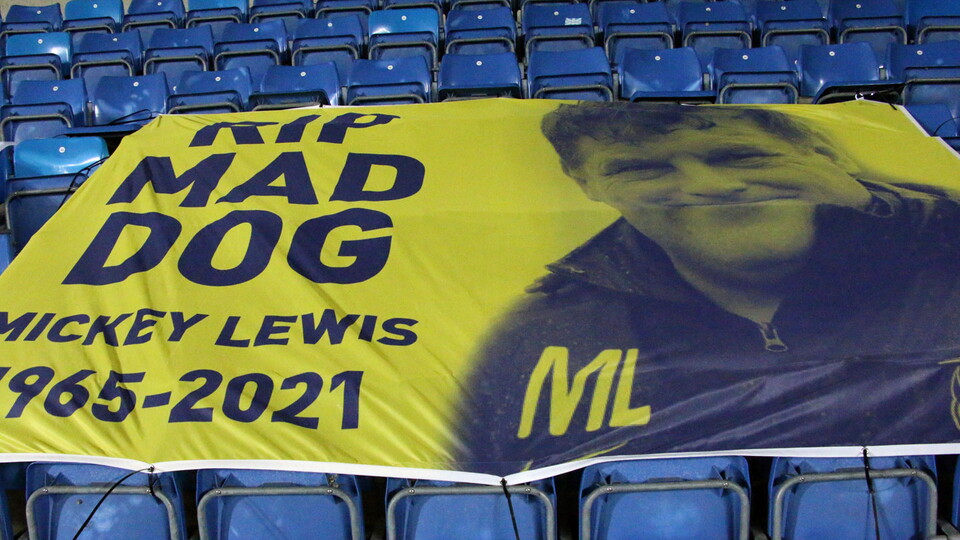 RIP
MAD
DOG
MICKEY LEWIS
1965-2021
ML